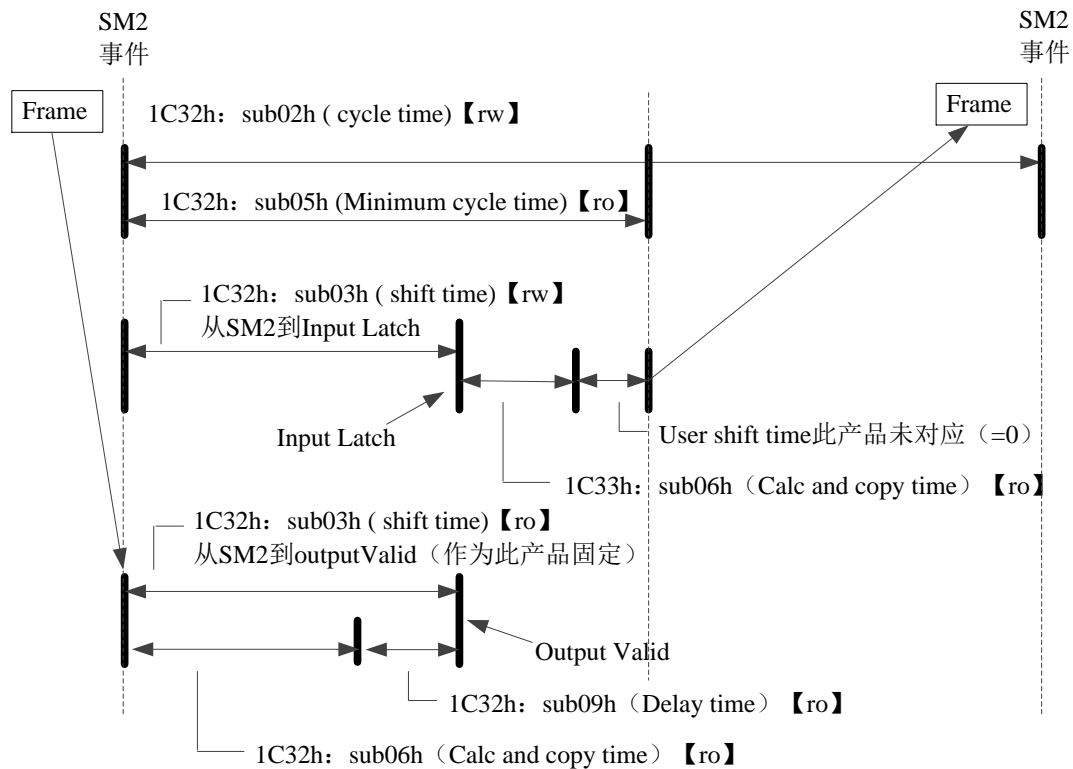 SM2
事件
SM2
事件
Frame
Frame
1C32h：sub02h ( cycle time)【rw】
1C32h：sub05h (Minimum cycle time)【ro】
1C32h：sub03h ( shift time)【rw】
从SM2到Input Latch
Input Latch
User shift time此产品未对应（=0）
1C33h：sub06h（Calc and copy time）【ro】
1C32h：sub03h ( shift time)【ro】
从SM2到outputValid（作为此产品固定）
Output Valid
1C32h：sub09h（Delay time）【ro】
1C32h：sub06h（Calc and copy time）【ro】